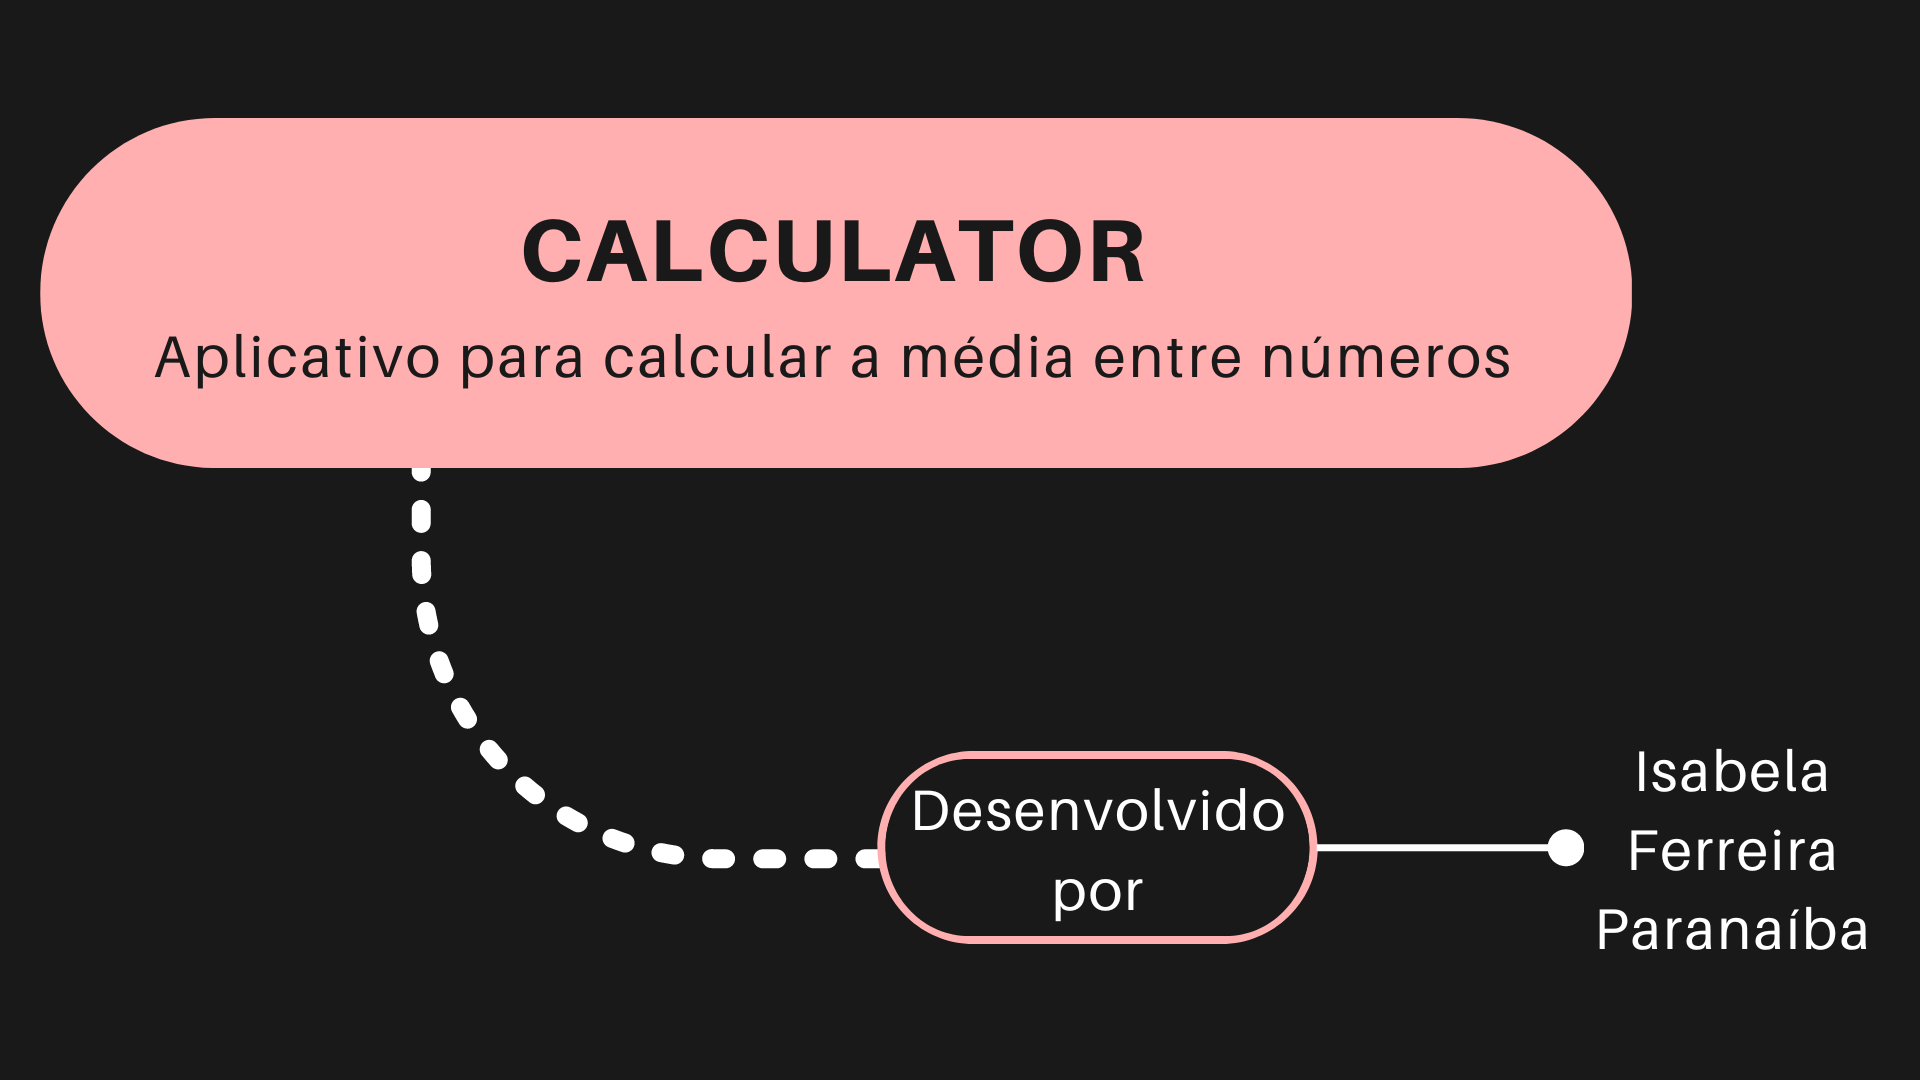 CALCULATOR
Aplicativo para calcular a média entre números
Desenvolvido
por
Isabela
Ferreira
Paranaíba